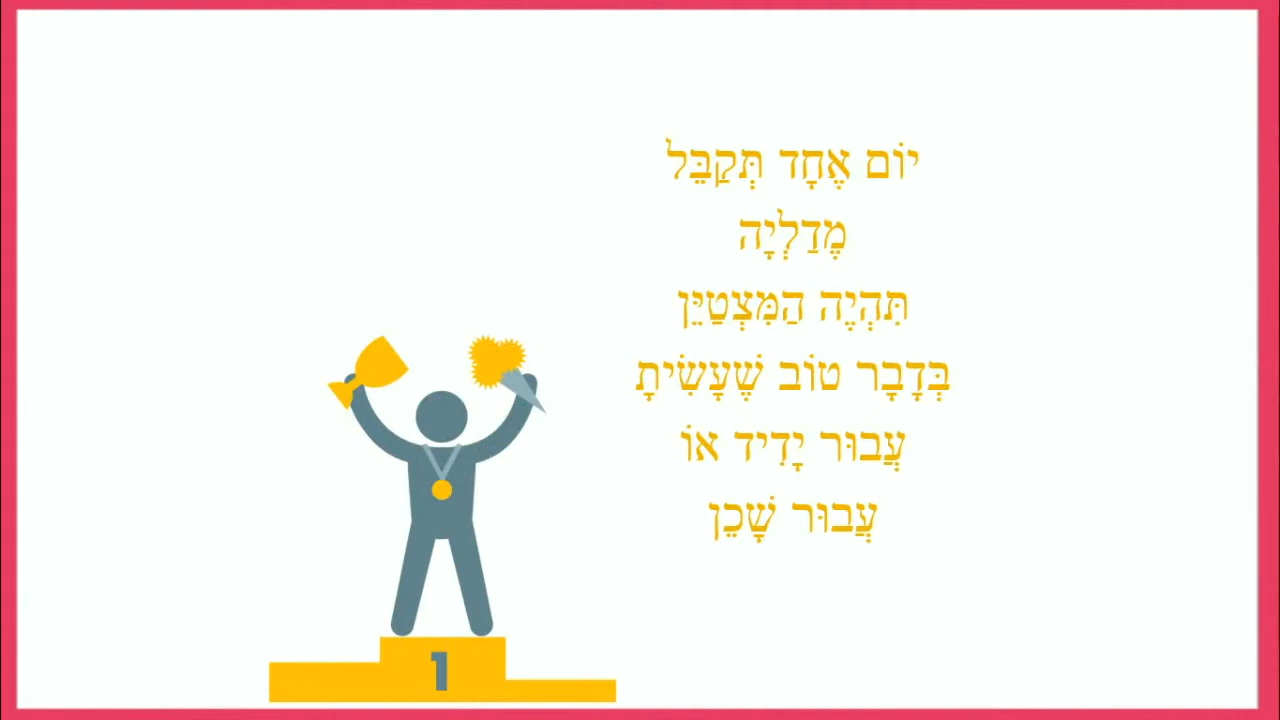 יוֹם אֶחָד תְּקַבֵּל
מֶדַלְיָה
תִּהְיֶה הַמִּצְטַיֵּן
בְּדָבָר טוֹב שֶׁעָשִׂיתָ
עֲבוּר יָדִיד אוֹ
עֲבוּר שָׁכֵן
1